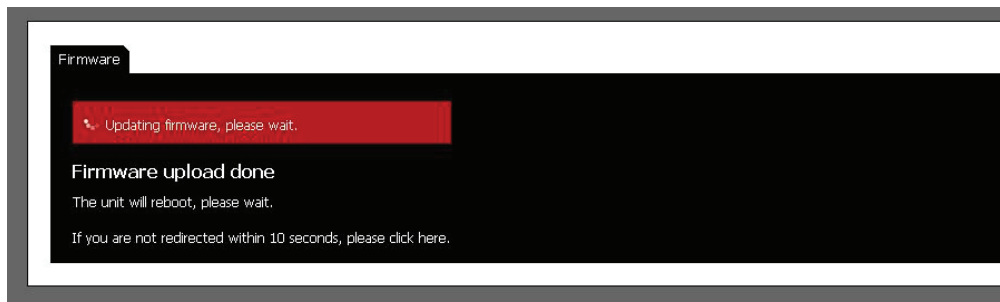 Firmware
Updating firmware, please wait.
Firmware upload done
The unit will reboot, please wait.
If you are not redirected within 10 seconds, please click here.